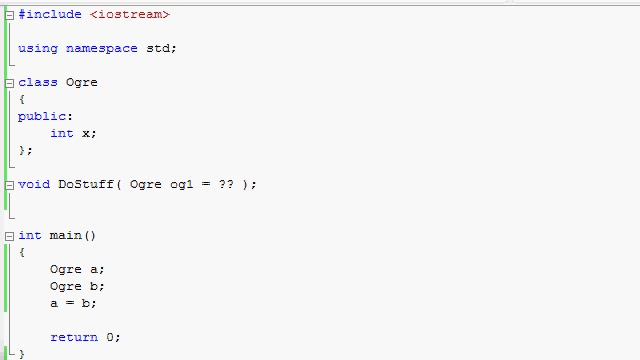 #include <iostream>
using namespace std;
class Ogre
{
public:
    int x;
};
void DoStuff( Ogre og1 = ?? );
int main()
{
    Ogre a;
    Ogre b;
    a = b;
    return 0;
}